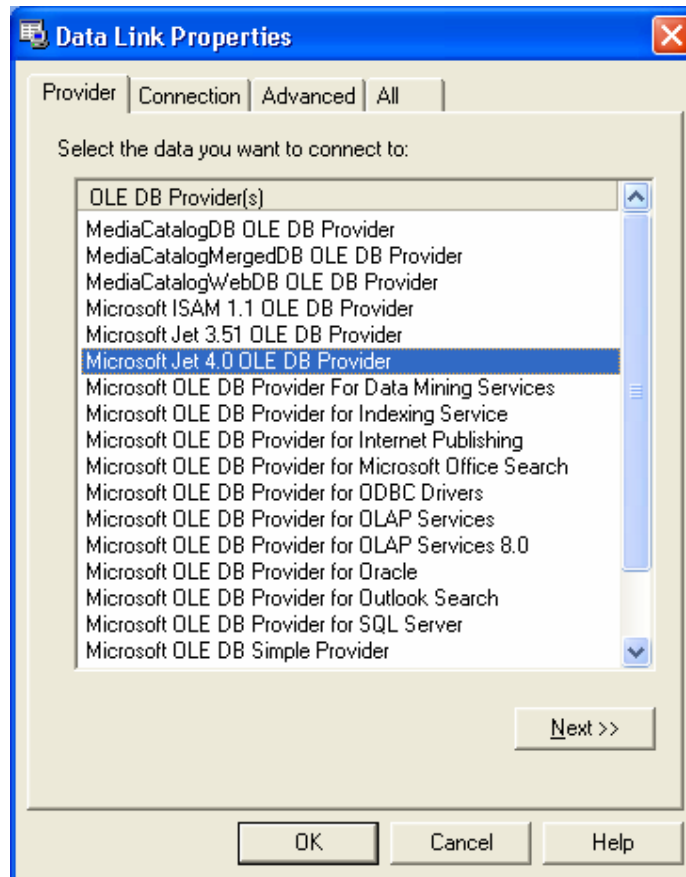 Data Link Properties
Provider Connection Advanced All
Select the data you want to connect to:
OLE DB Provider(s)
MediaCatalogDB OLE DB Provider
MediaCatalogMergedDB OLE DB Provider
MediaCatalogWebDB OLE DB Provider
Microsoft ISAM 1.1 OLE DB Provider
Microsoft Jet 3.51 OLE DB Provider
Microsoft Jet 4.0 OLE DB Provider
Microsoft OLE DB Provider For Data Mining Services
Microsoft OLE DB Provider for Indexing Service
Microsoft OLE DB Provider for Internet Publishing
Microsoft OLE DB Provider for Microsoft Office Search
Microsoft OLE DB Provider for ODBC Drivers
Microsoft OLE DB Provider for OLAP Services
Microsoft OLE DB Provider for OLAP Services 8.0
Microsoft OLE DB Provider for Oracle
Microsoft OLE DB Provider for Outlook Search
Microsoft OLE DB Provider for SQL Server
Microsoft OLE DB Simple Provider
Next >>
OK Cancel Help